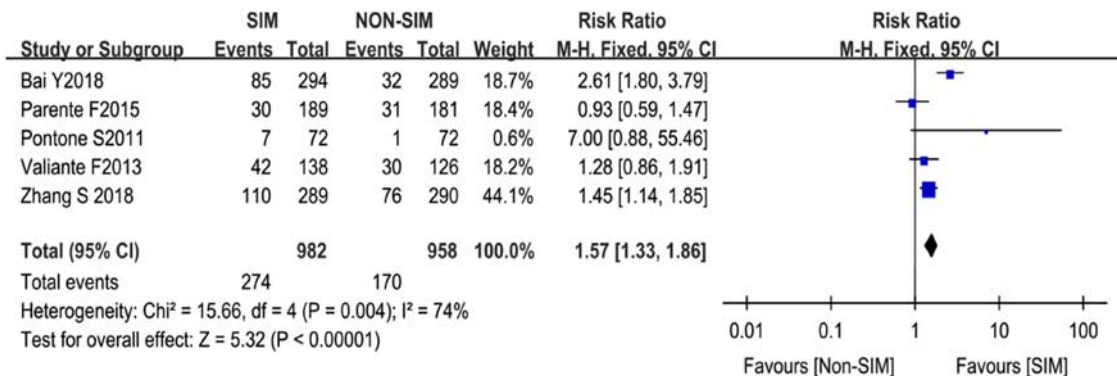 SIM NON-SIM Risk Ratio Risk Ratio
Study or Subgroup Events Total Events Total Weight M-H. Fixed. 95% CI M-H. Fixed. 95% CI
Bai Y2018 85 294 32 289 18.7% 2.61 [1.80, 3.79]
Parente F2015 30 189 31 181 18.4% 0.93 [0.59, 1.47]
Pontone S2011 7 72 1 72 0.6% 7.00 [0.88, 55.46]
Valiante F2013 42 138 30 126 18.2% 1.28 [0.86, 1.91]
Zhang S 2018 110 289 76 290 44.1% 1.45 [1.14, 1.85]
Total (95% CI) 982 958 100.0% 1.57 [1.33, 1.86]
Total events 274 170
Heterogeneity: Chi² = 15.66, df = 4 (P = 0.004); I² = 74%
Test for overall effect: Z = 5.32 (P < 0.00001)
0.01 0.1 1 10 100
Favours [Non-SIM] Favours [SIM]